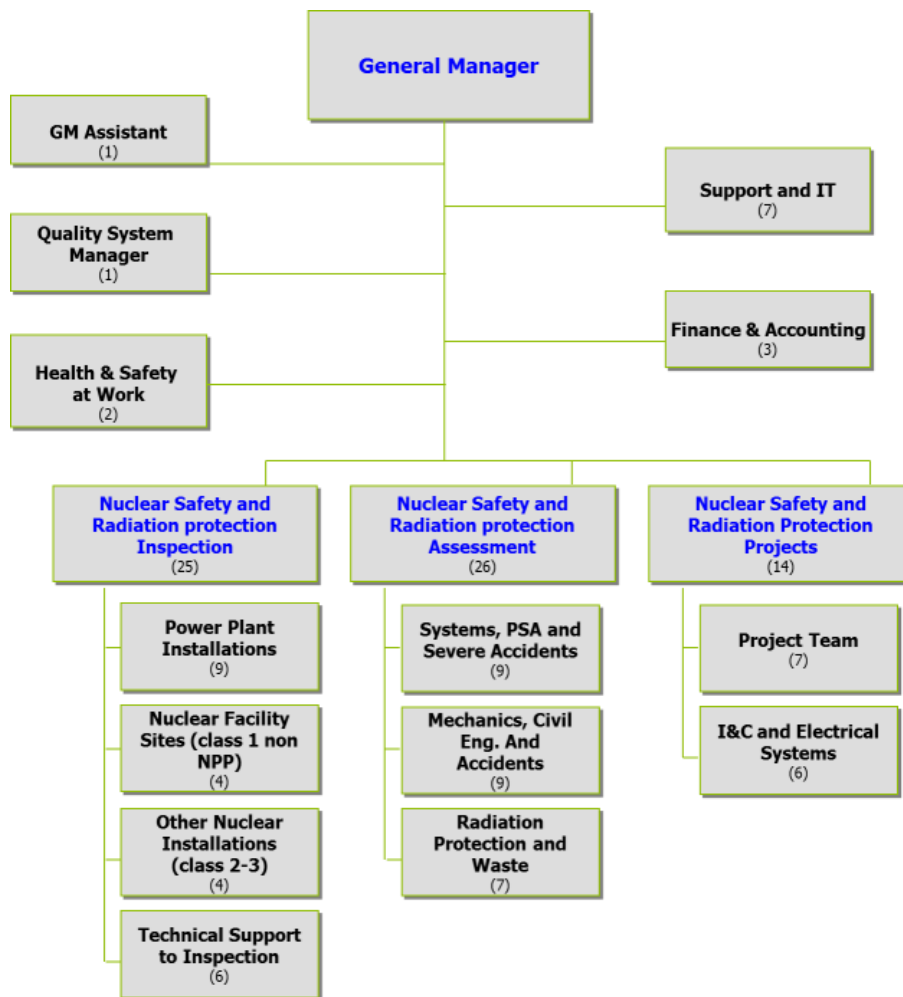 General Manager
GM Assistant
(1)
Support and IT
(7)
Quality System
Manager
(1)
Finance & Accounting
(3)
Health & Safety
at Work
(2)
Nuclear Safety and
Radiation protection
Inspection
(25)
Nuclear Safety and
Radiation protection
Assessment
(26)
Nuclear Safety and
Radiation Protection
Projects
(14)
Power Plant
Installations
(9)
Nuclear Facility
Sites (class 1 non
NPP)
(4)
Other Nuclear
Installations
(class 2-3)
(4)
Technical Support
to Inspection
(6)
Systems, PSA and
Severe Accidents
(9)
Mechanics, Civil
Eng. And
Accidents
(9)
Radiation
Protection and
Waste
(7)
Project Team
(7)
I&C and Electrical
Systems
(6)